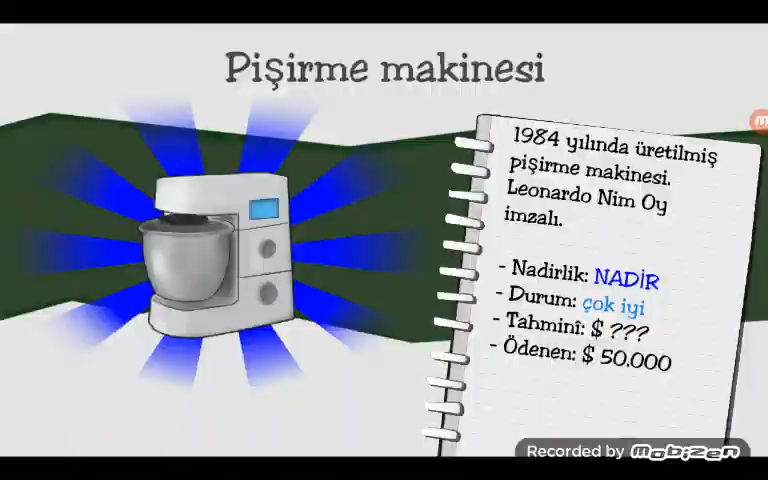 Pişirme makinesi
1984 yılında üretilmiş
pişirme makinesi.
Leonardo Nim Oy
imzalı.
- Nadirlik: NADİR
- Durum: çok iyi
- Tahminî: $ ???
- Ödenen: $ 50.000
Recorded by Mobizen